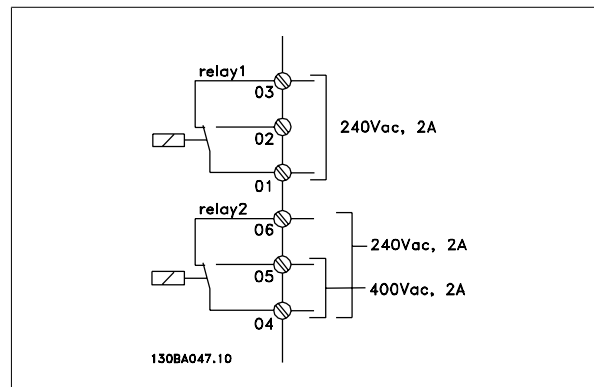 relay1
03
02
240Vac, 2A
01
relay2
06
240Vac, 2A
05
400Vac, 2A
04
130BA047.10